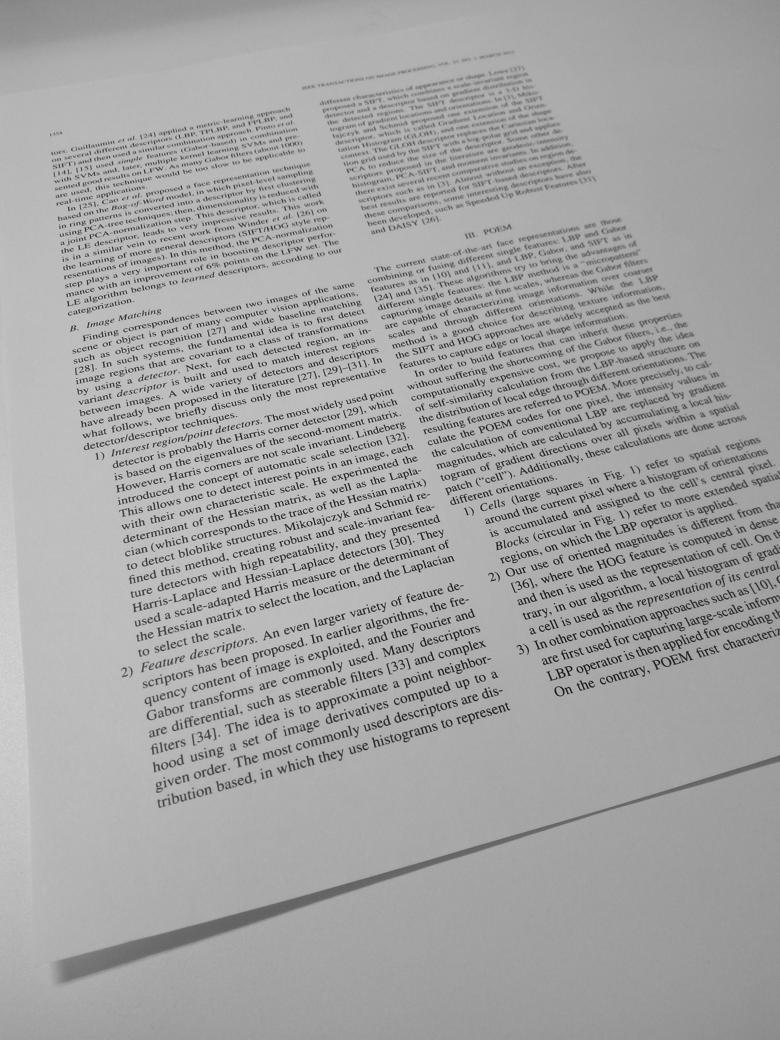 1354
IEEE TRANSACTIONS ON IMAGE PROCESSING, VOL. 21, NO. 3, MARCH 2012
tors. Guillaumin et al. [24] applied a metric-learning approach
on several different descriptors (LBP, TPLBP, and FPLBP, and
SIFT) and then used a similar combination approach. Pinto et al.
[14], [15] used simple features (Gabor-based) in combination
with SVMs and, later, multiple kernel learning SVMs and pre-
sented good results on LFW. As many Gabor filters (about 1000)
are used, this technique would be too slow to be applicable to
real-time applications.
In [25], Cao et al. proposed a face representation technique
based on the Bag-of-Word model, in which pixel-level sampling
in ring patterns is converted into a descriptor by first clustering
using PCA-tree techniques; then, dimensionality is reduced with
a joint PCA-normalization step. This descriptor, which is called
the LE descriptor, leads to very impressive results. This work
is in a similar vein to recent work from Winder et al. [26] on
the learning of more general descriptors (SIFT/HOG style rep-
resentations of images). In this method, the PCA-normalization
step plays a very important role in boosting descriptor perfor-
mance with an improvement of 6% points on the LFW set. The
LE algorithm belongs to learned descriptors, according to our
categorization.
B. Image Matching
Finding correspondences between two images of the same
scene or object is part of many computer vision applications,
such as object recognition [27] and wide baseline matching
[28]. In such systems, the fundamental idea is to first detect
image regions that are covariant to a class of transformations
by using a detector. Next, for each detected region, an in-
variant descriptor is built and used to match interest regions
between images. A wide variety of detectors and descriptors
have already been proposed in the literature [27], [29]–[31]. In
what follows, we briefly discuss only the most representative
detector/descriptor techniques.
1) Interest region/point detectors. The most widely used point
detector is probably the Harris corner detector [29], which
is based on the eigenvalues of the second-moment matrix.
However, Harris corners are not scale invariant. Lindeberg
introduced the concept of automatic scale selection [32].
This allows one to detect interest points in an image, each
with their own characteristic scale. He experimented the
determinant of the Hessian matrix, as well as the Lapla-
cian (which corresponds to the trace of the Hessian matrix)
to detect bloblike structures. Mikolajczyk and Schmid re-
fined this method, creating robust and scale-invariant fea-
ture detectors with high repeatability, and they presented
Harris-Laplace and Hessian-Laplace detectors [30]. They
used a scale-adapted Harris measure or the determinant of
the Hessian matrix to select the location, and the Laplacian
to select the scale.
2) Feature descriptors. An even larger variety of feature de-
scriptors has been proposed. In earlier algorithms, the fre-
quency content of image is exploited, and the Fourier and
Gabor transforms are commonly used. Many descriptors
are differential, such as steerable filters [33] and complex
filters [34]. The idea is to approximate a point neighbor-
hood using a set of image derivatives computed up to a
given order. The most commonly used descriptors are dis-
tribution based, in which they use histograms to represent
different characteristics of appearance or shape. Lowe [27]
proposed a SIFT, which combines a scale-invariant region
detector and a descriptor based on gradient distribution in
the detected regions. The SIFT descriptor is a 3-D his-
togram of gradient locations and orientations. In [3], Miko-
lajczyk and Schmid proposed one extension of the SIFT
descriptor, which is called Gradient Location and Orien-
tation Histogram (GLOH), and one extension of the shape
context. The GLOH descriptor replaces the Cartesian loca-
tion grid used by the SIFT with a log-polar grid and applies
PCA to reduce the size of the descriptor. Some other de-
scriptors proposed in the literature are geodesic-intensity
histogram, PCA-SIFT, and moment invariants. In addition,
there exist several recent comparative studies on region de-
scriptors such as in [3]. Almost without an exception, the
best results are reported for SIFT-based descriptors. After
these comparisons, some interesting descriptors have also
been developed, such as Speeded Up Robust Features [31]
and DAISY [26].
III. POEM
The current state-of-the-art face representations are those
combining or fusing different single features: LBP and Gabor
features as in [10] and [11], and LBP, Gabor, and SIFT as in
[24] and [35]. These algorithms try to bring the advantages of
different single features: the LBP method is a “micropattern”
capturing image details at fine scales, whereas the Gabor filters
are capable of characterizing image information over coarser
scales and through different orientations. While the LBP
method is a good choice for describing texture information,
the SIFT and HOG approaches are widely accepted as the best
features to capture edge or local shape information.
In order to build features that can inherit these properties
without suffering the shortcoming of the Gabor filters, i.e., the
computationally expensive cost, we propose to apply the idea
of self-similarity calculation from the LBP-based structure on
the distribution of local edge through different orientations. The
resulting features are referred to POEM. More precisely, to cal-
culate the POEM codes for one pixel, the intensity values in
the calculation of conventional LBP are replaced by gradient
magnitudes, which are calculated by accumulating a local his-
togram of gradient directions over all pixels within a spatial
patch (“cell”). Additionally, these calculations are done across
different orientations.
1) Cells (large squares in Fig. 1) refer to spatial regions
around the current pixel where a histogram of orientations
is accumulated and assigned to the cell's central pixel.
Blocks (circular in Fig. 1) refer to more extended spatial
regions, on which the LBP operator is applied.
2) Our use of oriented magnitudes is different from tha
[36], where the HOG feature is computed in dense
and then is used as the representation of cell. On th
trary, in our algorithm, a local histogram of gradi
a cell is used as the representation of its central
3) In other combination approaches such as [10],
are first used for capturing large-scale inform
LBP operator is then applied for encoding t
On the contrary, POEM first characteriz